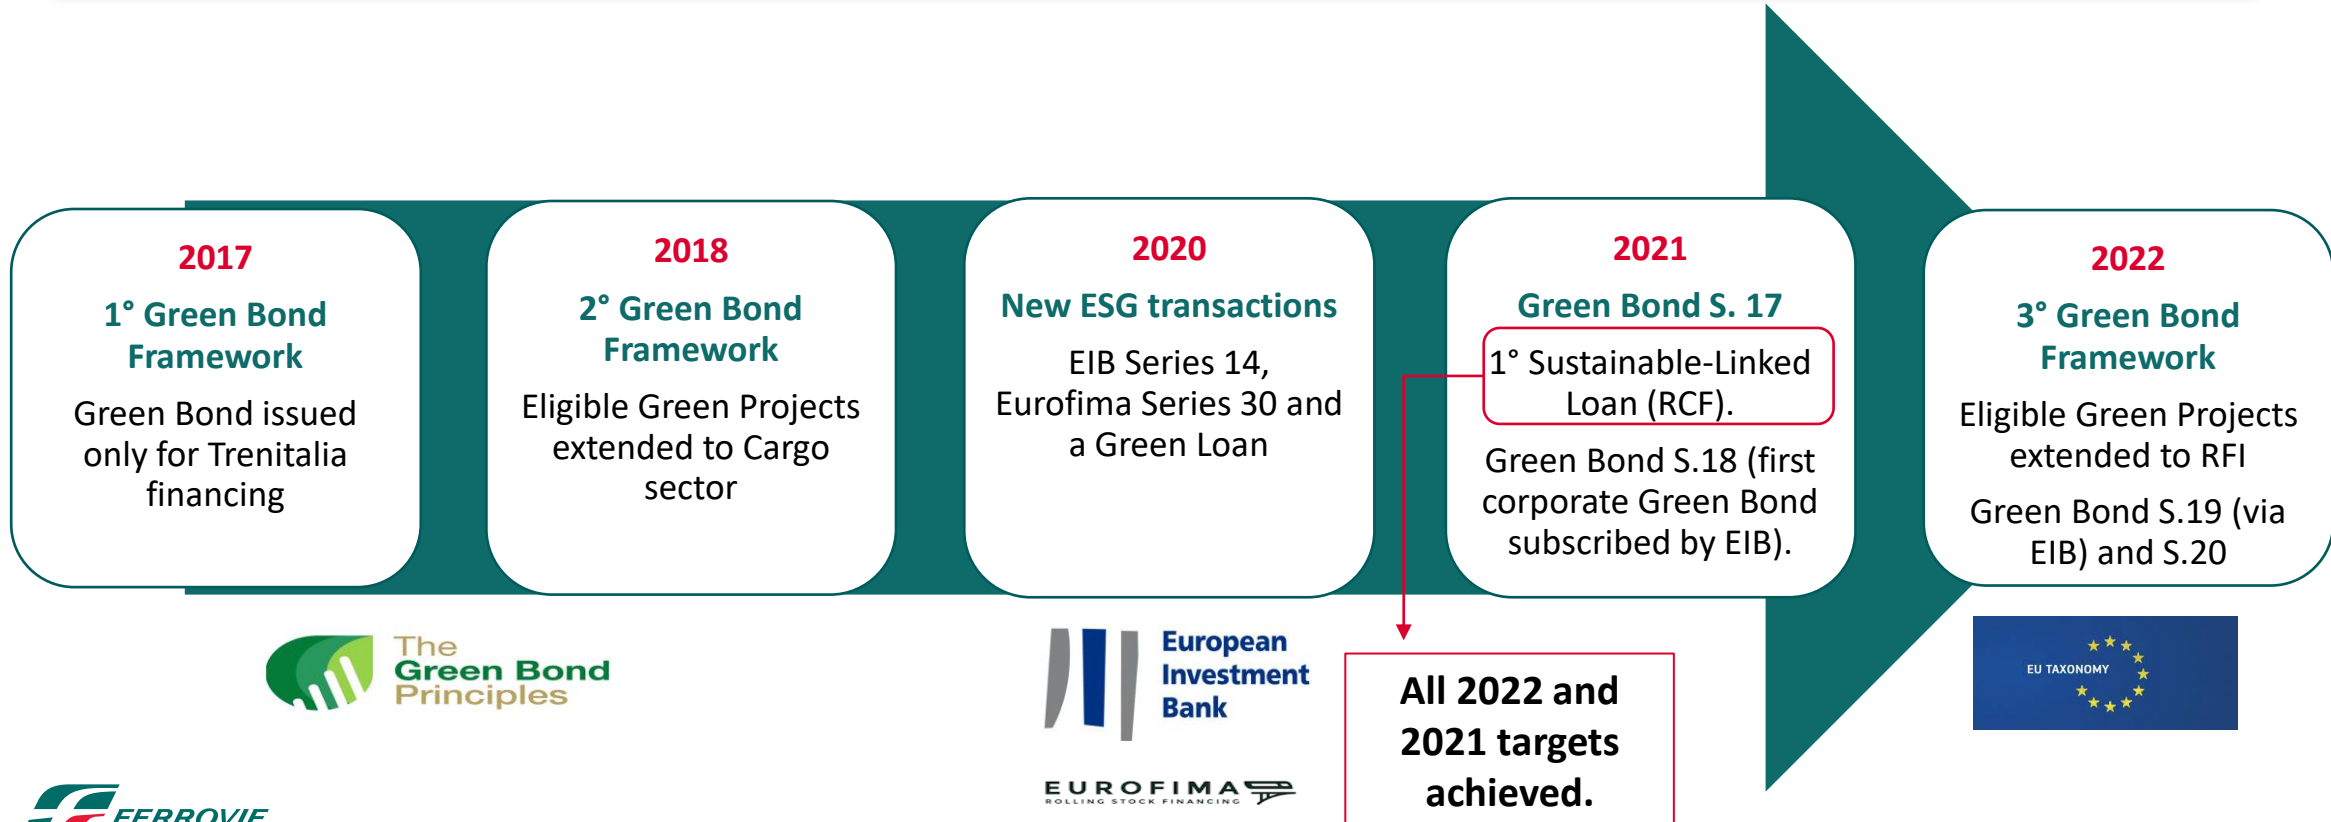 2017
1° Green Bond
Framework
Green Bond issued
only for Trenitalia
financing
2018
2° Green Bond
Framework
Eligible Green Projects
extended to Cargo
sector
2020
New ESG transactions
EIB Series 14,
Eurofima Series 30 and
a Green Loan
2021
Green Bond S. 17
1° Sustainable-Linked
Loan (RCF).
Green Bond S.18 (first
corporate Green Bond
subscribed by EIB).
2022
3° Green Bond
Framework
Eligible Green Projects
extended to RFI
Green Bond S.19 (via
EIB) and S.20
The
Green Bond
Principles
European
Investment
Bank
EUROFIMA
ROLLING STOCK FINANCING
All 2022 and
2021 targets
achieved.
EU TAXONOMY
FERROVIE